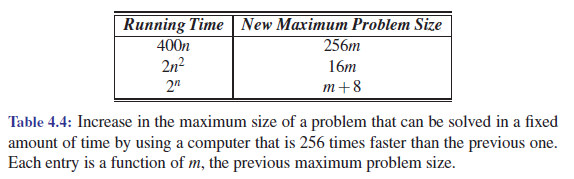 Running Time New Maximum Problem Size
400n 256m
2n² 16m
2ⁿ m+8
Table 4.4: Increase in the maximum size of a problem that can be solved in a fixed
amount of time by using a computer that is 256 times faster than the previous one.
Each entry is a function of m, the previous maximum problem size.